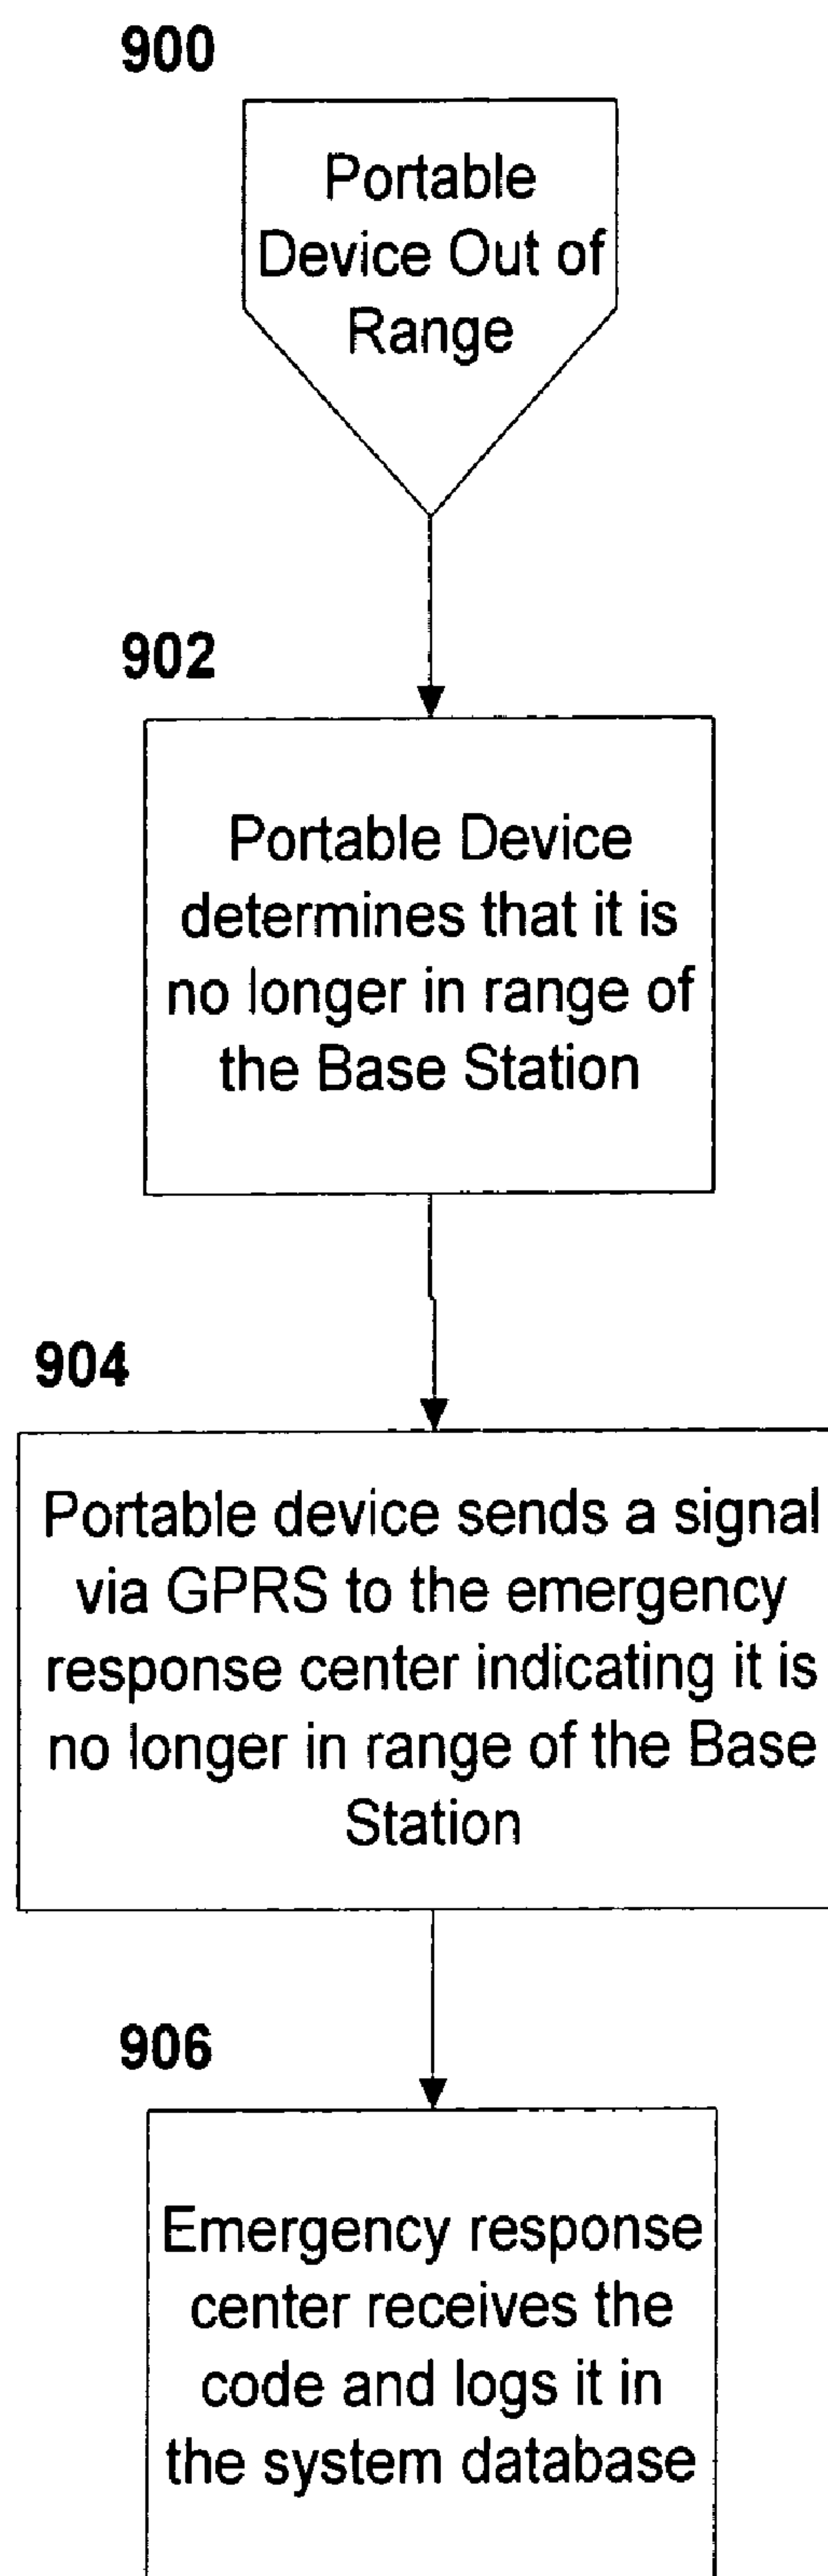 900
Portable
Device Out of
Range
902
Portable Device
determines that it is
no longer in range of
the Base Station
904
Portable device sends a signal
via GPRS to the emergency
response center indicating it is
no longer in range of the Base
Station
906
Emergency response
center receives the
code and logs it in
the system database